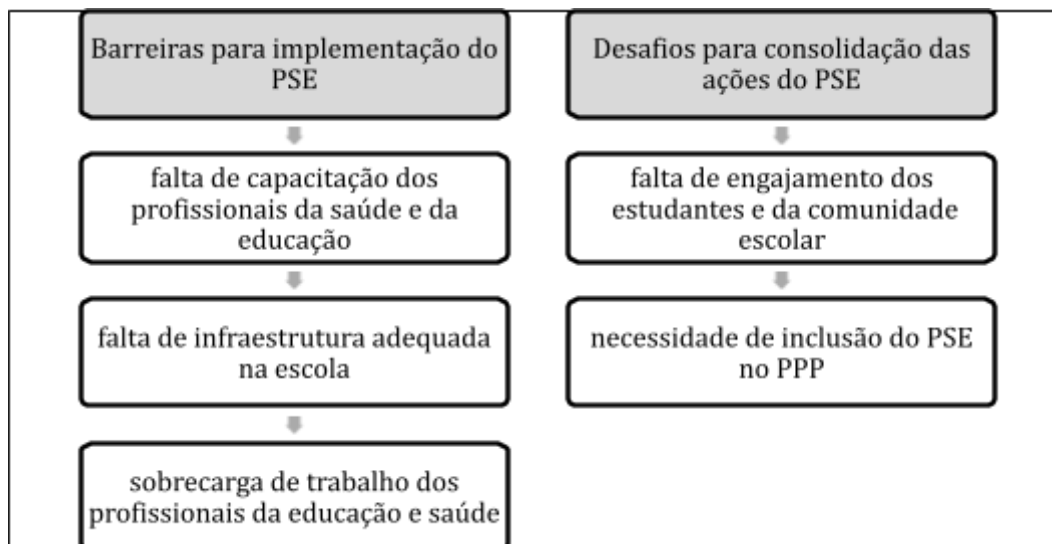 Barreiras para implementação do
PSE
falta de capacitação dos
profissionais da saúde e da
educação
falta de infraestrutura adequada
na escola
sobrecarga de trabalho dos
profissionais da educação e saúde
Desafios para consolidação das
ações do PSE
falta de engajamento dos
estudantes e da comunidade
escolar
necessidade de inclusão do PSE
no PPP